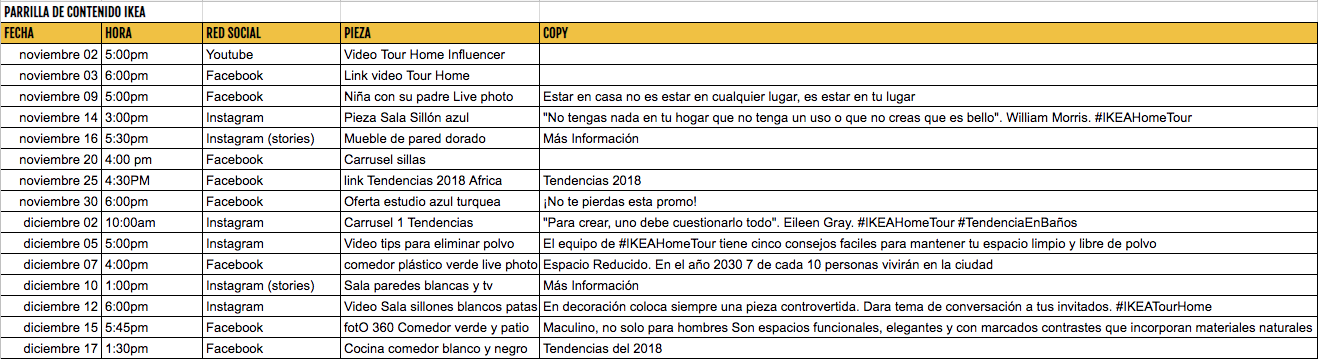 PARRILLA DE CONTENIDO IKEA
FECHA HORA RED SOCIAL PIEZA COPY
noviembre 02 5:00pm Youtube Video Tour Home Influencer
noviembre 03 6:00pm Facebook Link video Tour Home
noviembre 09 5:00pm Facebook Niña con su padre Live photo Estar en casa no es estar en cualquier lugar, es estar en tu lugar
noviembre 14 3:00pm Instagram Pieza Sala Sillón azul "No tengas nada en tu hogar que no tenga un uso o que no creas que es bello". William Morris. #IKEAHomeTour
noviembre 16 5:30pm Instagram (stories) Mueble de pared dorado Más Información
noviembre 20 4:00 pm Facebook Carrusel sillas
noviembre 25 4:30PM Facebook link Tendencias 2018 Africa Tendencias 2018
noviembre 30 6:00pm Facebook Oferta estudio azul turquea ¡No te pierdas esta promo!
diciembre 02 10:00am Instagram Carrusel 1 Tendencias "Para crear, uno debe cuestionarlo todo". Eileen Gray. #IKEAHomeTour #TendenciaEnBaños
diciembre 05 5:00pm Instagram Video tips para eliminar polvo El equipo de #IKEAHomeTour tiene cinco consejos faciles para mantener tu espacio limpio y libre de polvo
diciembre 07 4:00pm Facebook comedor plástico verde live photo Espacio Reducido. En el año 2030 7 de cada 10 personas vivirán en la ciudad
diciembre 10 1:00pm Instagram (stories) Sala paredes blancas y tv Más Información
diciembre 12 6:00pm Instagram Video Sala sillones blancos patas En decoración coloca siempre una pieza controvertida. Dara tema de conversación a tus invitados. #IKEATourHome
diciembre 15 5:45pm Facebook fotO 360 Comedor verde y patio Maculino, no solo para hombres Son espacios funcionales, elegantes y con marcados contrastes que incorporan materiales naturales
diciembre 17 1:30pm Facebook Cocina comedor blanco y negro Tendencias del 2018